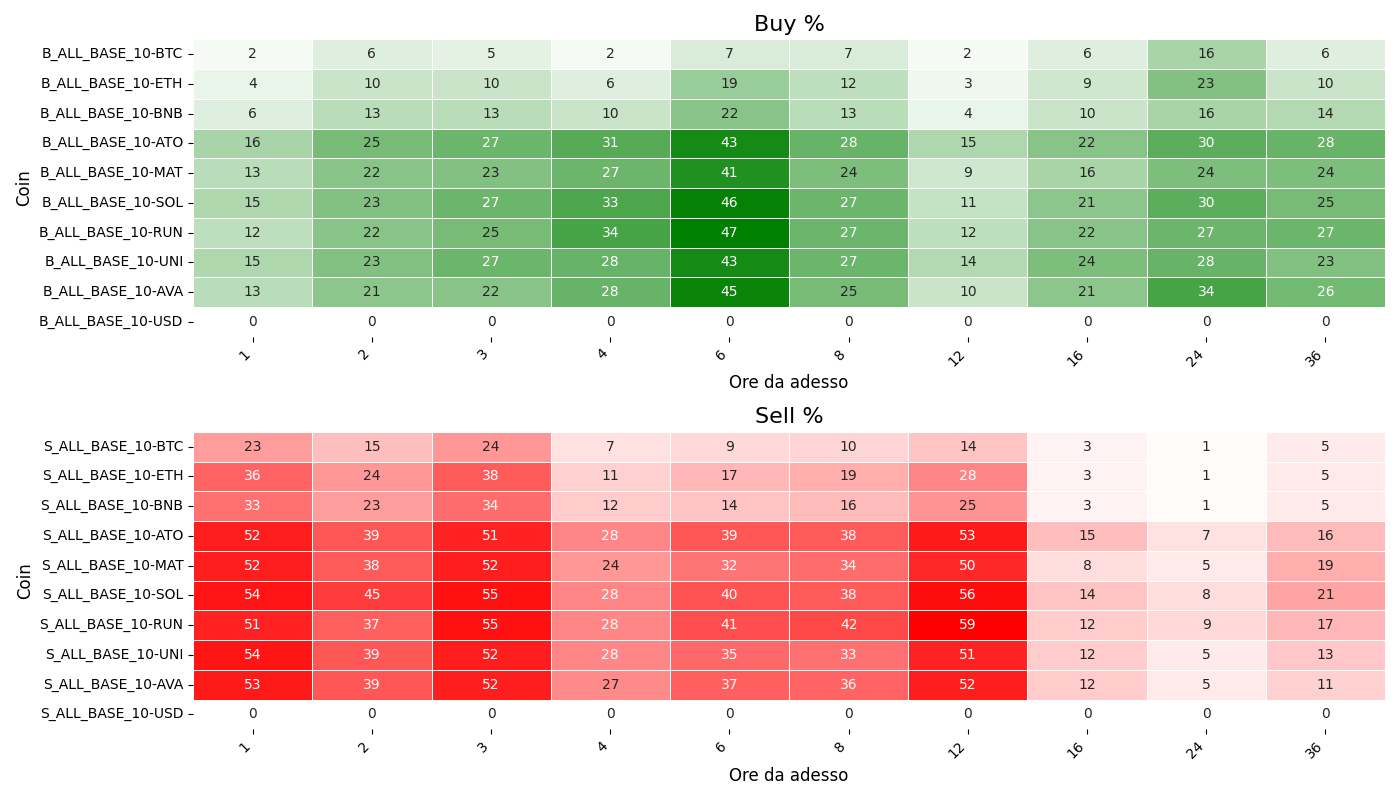 Buy %
Coin
B_ALL_BASE_10-BTC 2 6 5 2 7 7 2 6 16 6
B_ALL_BASE_10-ETH 4 10 10 6 19 12 3 9 23 10
B_ALL_BASE_10-BNB 6 13 13 10 22 13 4 10 16 14
B_ALL_BASE_10-ATO 16 25 27 31 43 28 15 22 30 28
B_ALL_BASE_10-MAT 13 22 23 27 41 24 9 16 24 24
B_ALL_BASE_10-SOL 15 23 27 33 46 27 11 21 30 25
B_ALL_BASE_10-RUN 12 22 25 34 47 27 12 22 27 27
B_ALL_BASE_10-UNI 15 23 27 28 43 27 14 24 28 23
B_ALL_BASE_10-AVA 13 21 22 28 45 25 10 21 34 26
B_ALL_BASE_10-USD 0 0 0 0 0 0 0 0 0 0
1 2 3 4 6 8 12 16 24 36
Ore da adesso
Sell %
Coin
S_ALL_BASE_10-BTC 23 15 24 7 9 10 14 3 1 5
S_ALL_BASE_10-ETH 36 24 38 11 17 19 28 3 1 5
S_ALL_BASE_10-BNB 33 23 34 12 14 16 25 3 1 5
S_ALL_BASE_10-ATO 52 39 51 28 39 38 53 15 7 16
S_ALL_BASE_10-MAT 52 38 52 24 32 34 50 8 5 19
S_ALL_BASE_10-SOL 54 45 55 28 40 38 56 14 8 21
S_ALL_BASE_10-RUN 51 37 55 28 41 42 59 12 9 17
S_ALL_BASE_10-UNI 54 39 52 28 35 33 51 12 5 13
S_ALL_BASE_10-AVA 53 39 52 27 37 36 52 12 5 11
S_ALL_BASE_10-USD 0 0 0 0 0 0 0 0 0 0
1 2 3 4 6 8 12 16 24 36
Ore da adesso